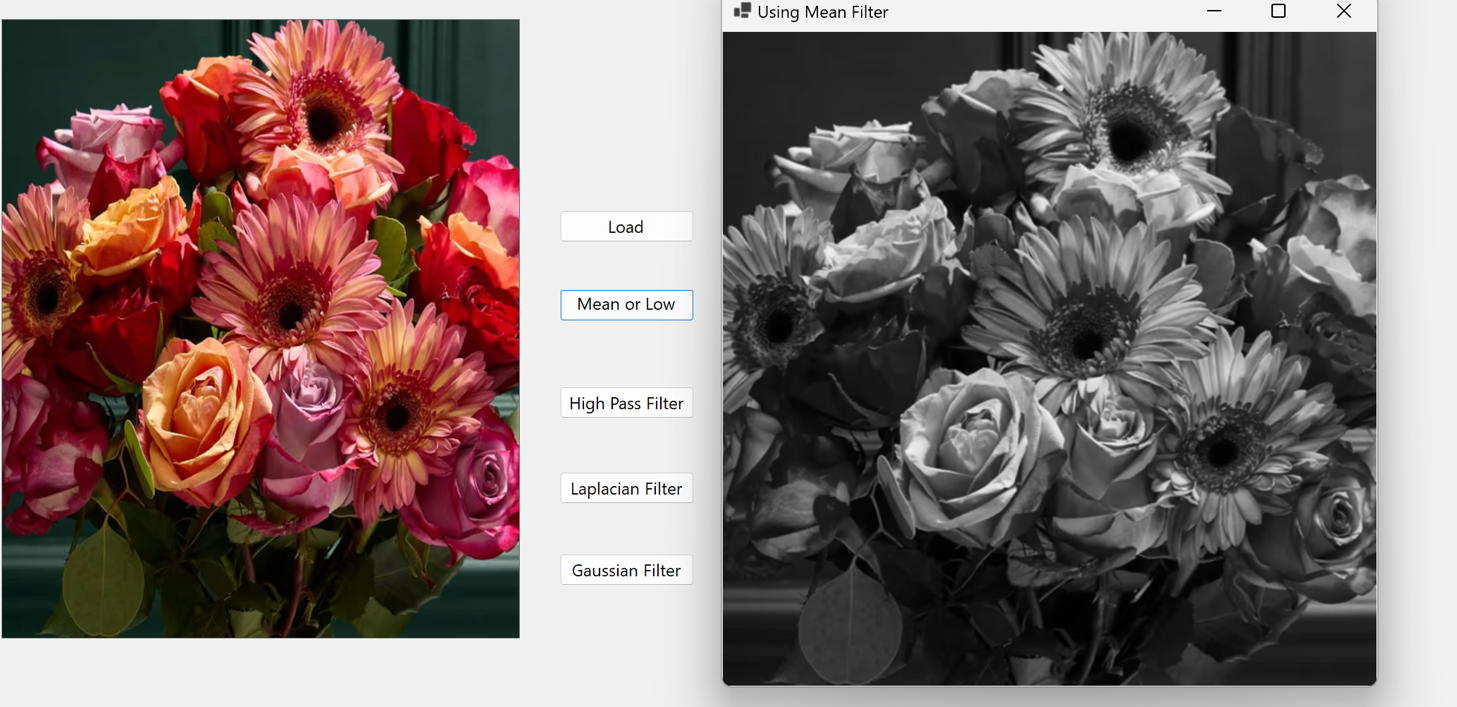 Using Mean Filter
Load
Mean or Low
High Pass Filter
Laplacian Filter
Gaussian Filter